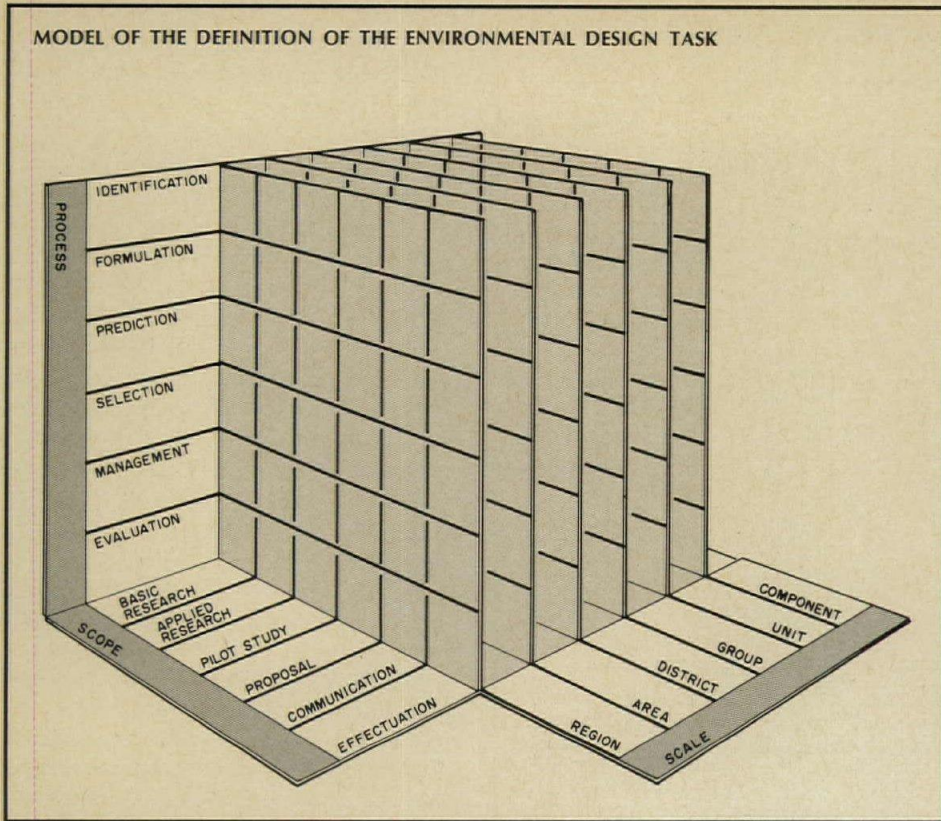 MODEL OF THE DEFINITION OF THE ENVIRONMENTAL DESIGN TASK
PROCESS
IDENTIFICATION
FORMULATION
PREDICTION
SELECTION
MANAGEMENT
EVALUATION
SCOPE
BASIC
RESEARCH
APPLIED
RESEARCH
PILOT STUDY
PROPOSAL
COMMUNICATION
EFFECTUATION
COMPONENT
UNIT
GROUP
DISTRICT
AREA
REGION
SCALE